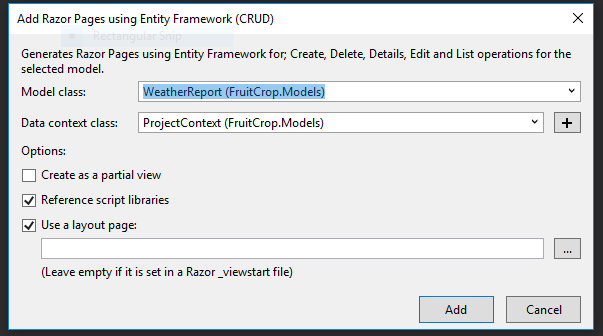 Add Razor Pages using Entity Framework (CRUD)
Rectangular Snip
Generates Razor Pages using Entity Framework for; Create, Delete, Details, Edit and List operations for the
selected model.
Model class: WeatherReport (FruitCrop.Models)
Data context class: ProjectContext (FruitCrop.Models) +
Options:
Create as a partial view
Reference script libraries
Use a layout page:
...
(Leave empty if it is set in a Razor _viewstart file)
Add Cancel